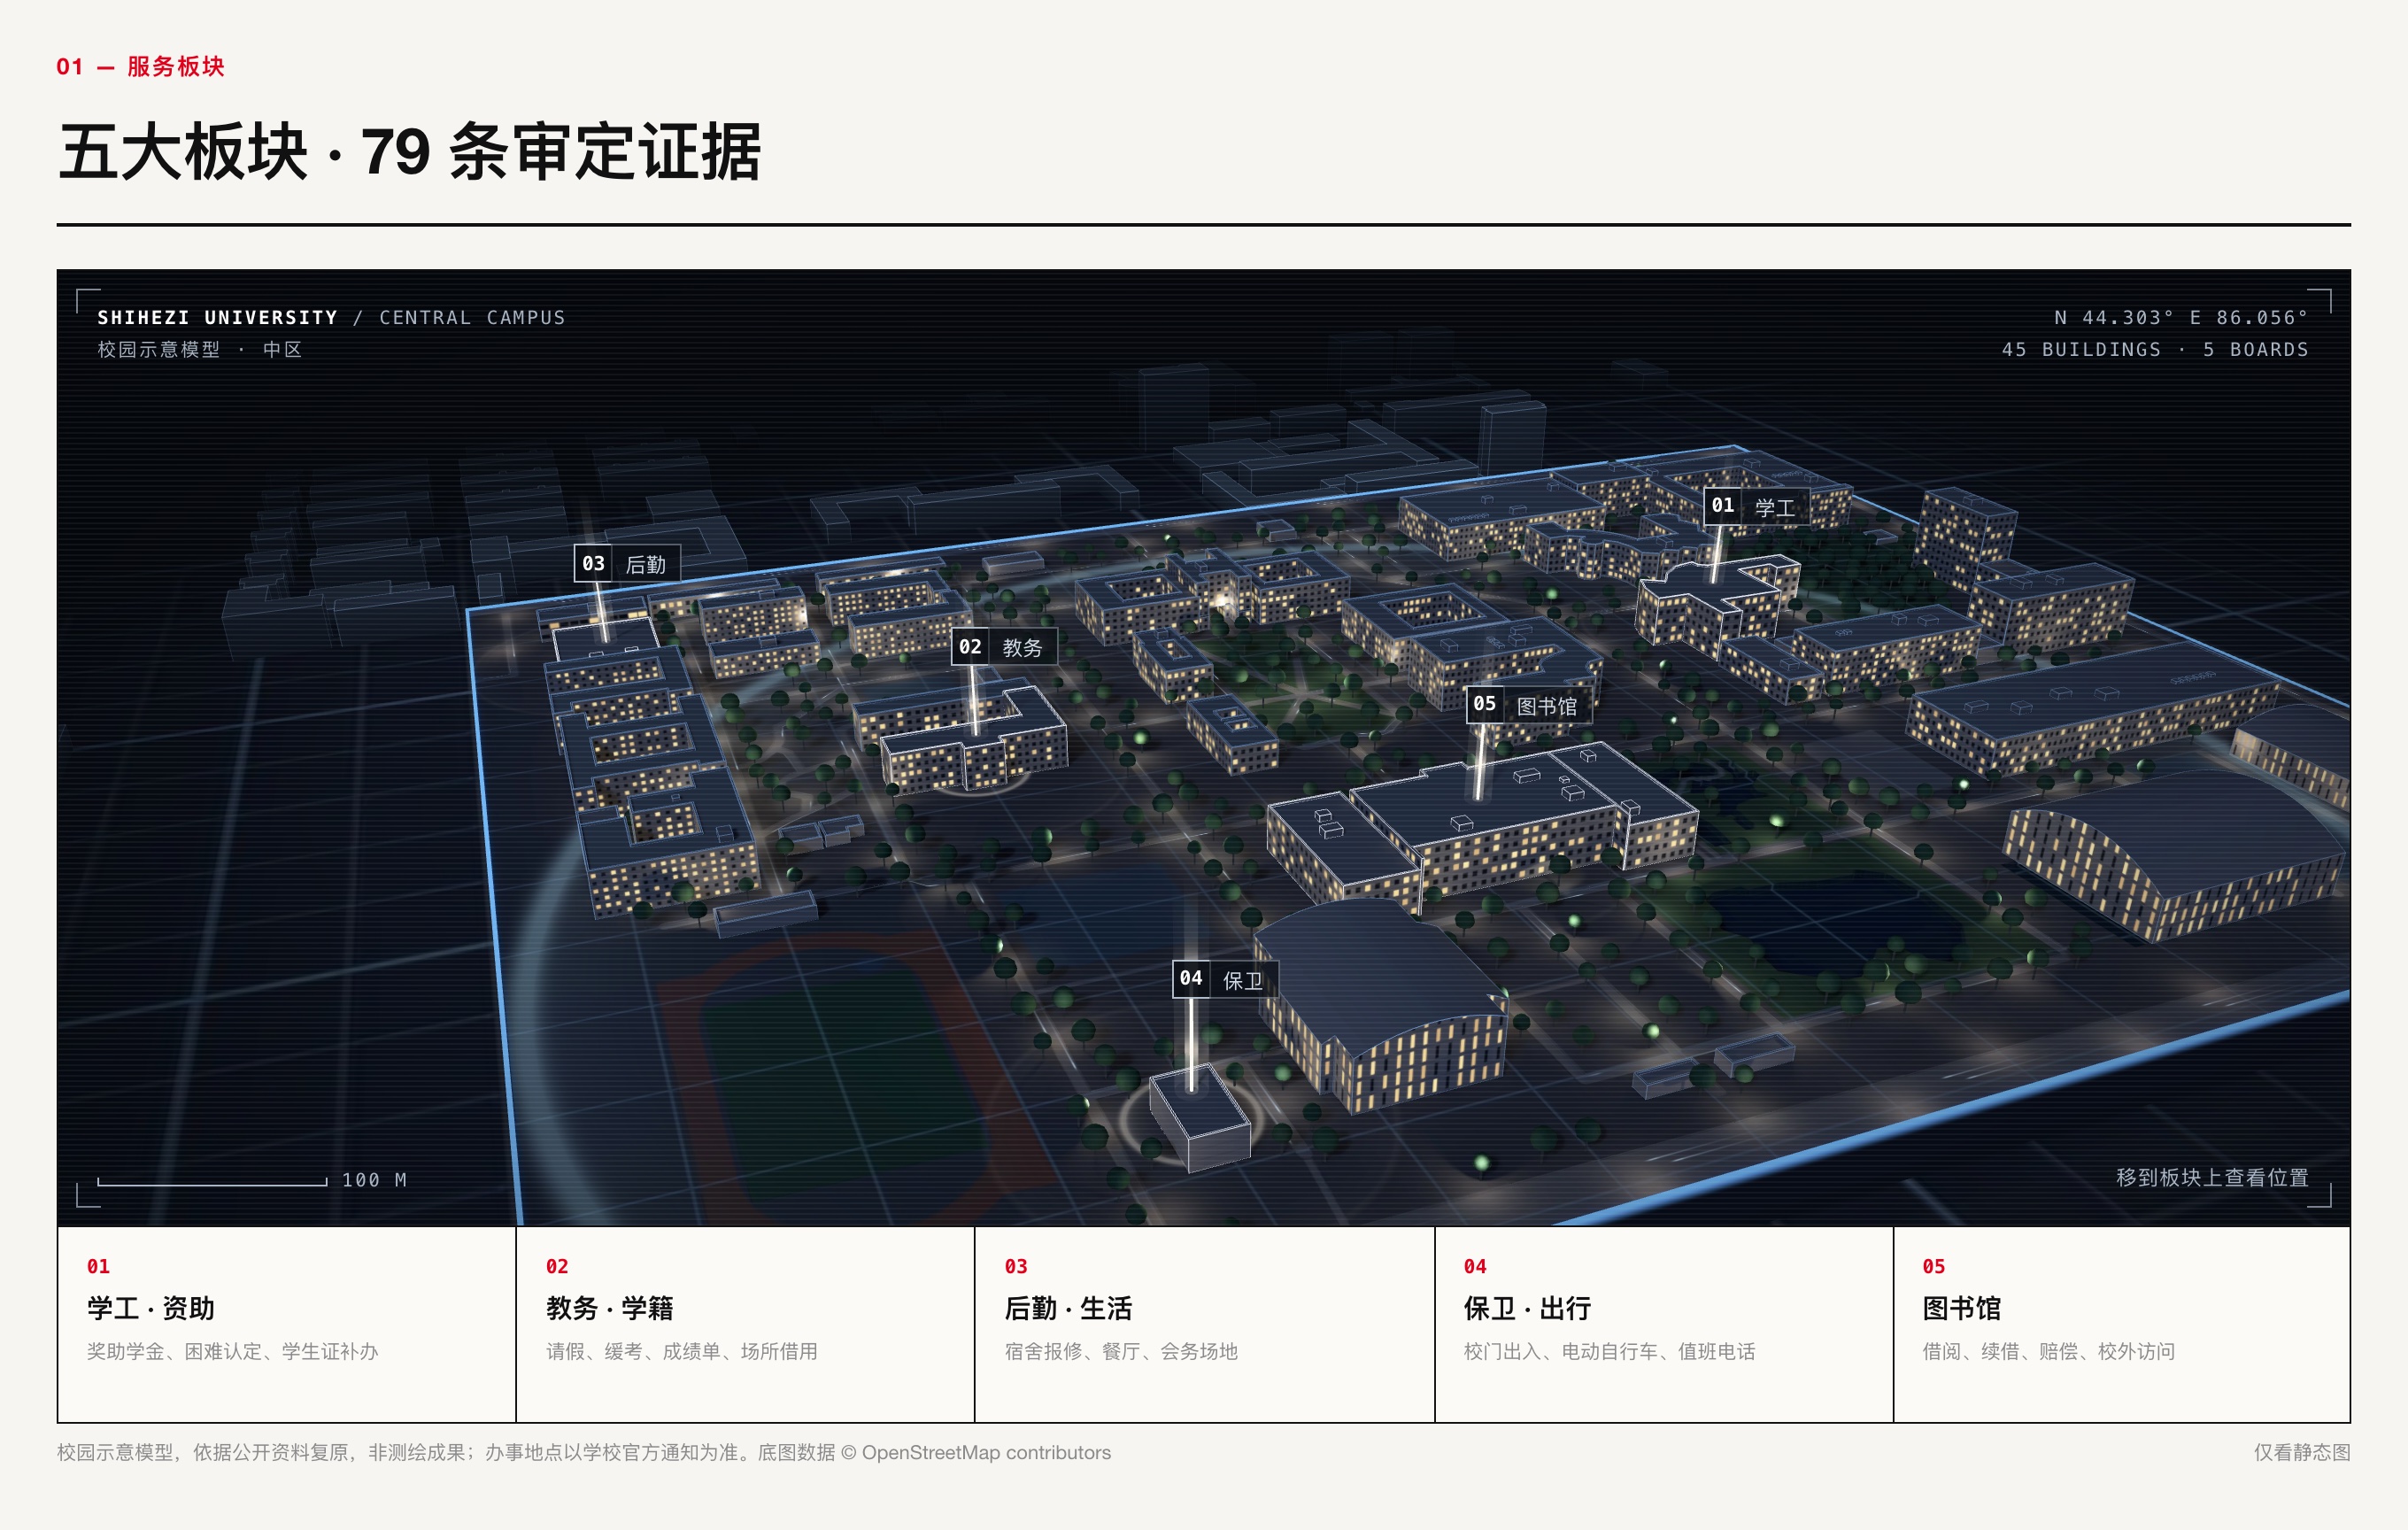 01 — 服务板块
五大板块 · 79 条审定证据
SHIHEZI UNIVERSITY / CENTRAL CAMPUS
校园示意模型 · 中区
N 44.303° E 86.056°
45 BUILDINGS · 5 BOARDS
01 学工
03 后勤
02 教务
05 图书馆
04 保卫
100 M
移到板块上查看位置
01
学工 · 资助
奖助学金、困难认定、学生证补办
02
教务 · 学籍
请假、缓考、成绩单、场所借用
03
后勤 · 生活
宿舍报修、餐厅、会务场地
04
保卫 · 出行
校门出入、电动自行车、值班电话
05
图书馆
借阅、续借、赔偿、校外访问
校园示意模型，依据公开资料复原，非测绘成果；办事地点以学校官方通知为准。底图数据 © OpenStreetMap contributors
仅看静态图